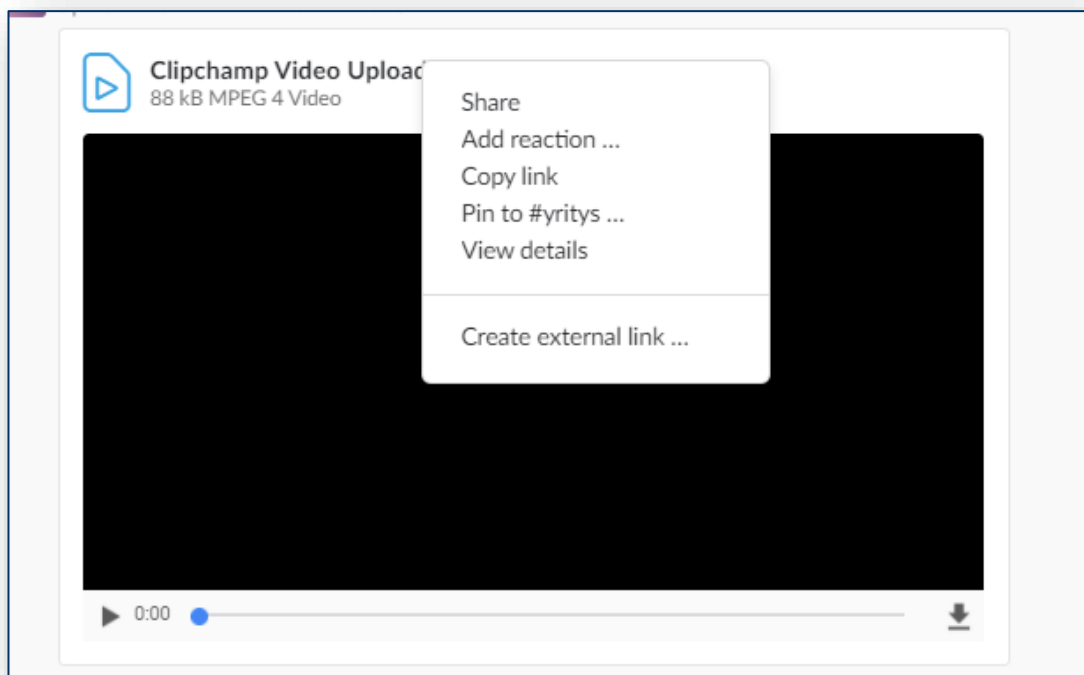 Clipchamp Video Upload
88 kB MPEG 4 Video
Share
Add reaction ...
Copy link
Pin to #yritys ...
View details
Create external link ...
0:00